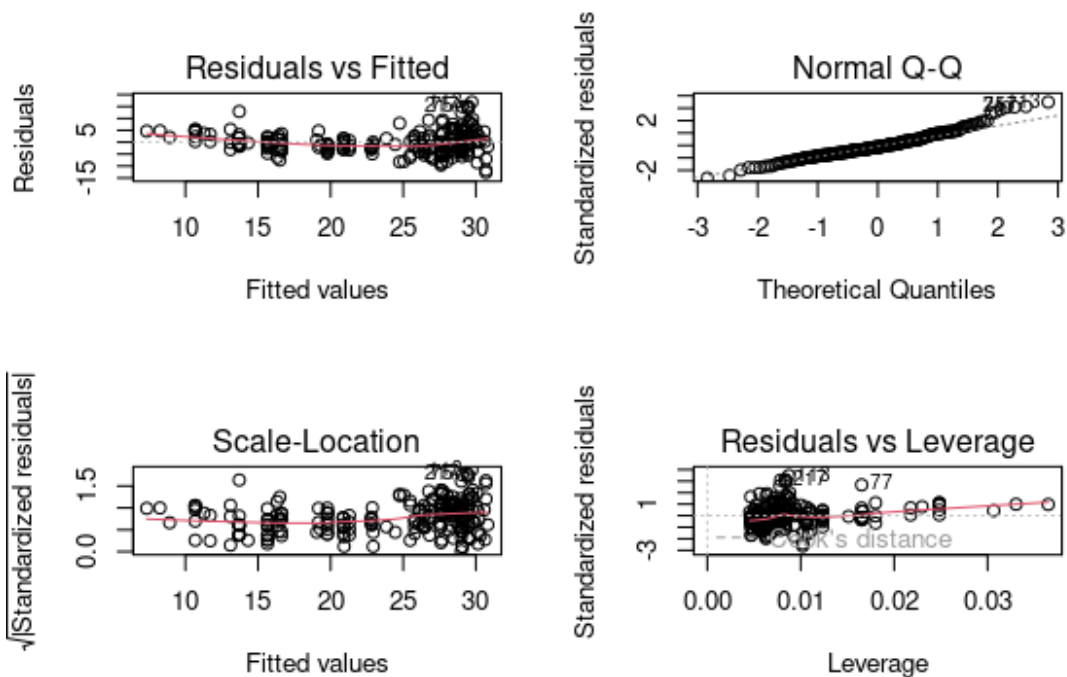 Residuals vs Fitted
Residuals
5
-15
10 15 20 25 30
Fitted values
Normal Q-Q
Standardized residuals
2
-2
-3 -2 -1 0 1 2 3
Theoretical Quantiles
Scale-Location
√|Standardized residuals|
1.5
0.0
10 15 20 25 30
Fitted values
Residuals vs Leverage
Standardized residuals
1
-3
77
Cook's distance
0.00 0.01 0.02 0.03
Leverage